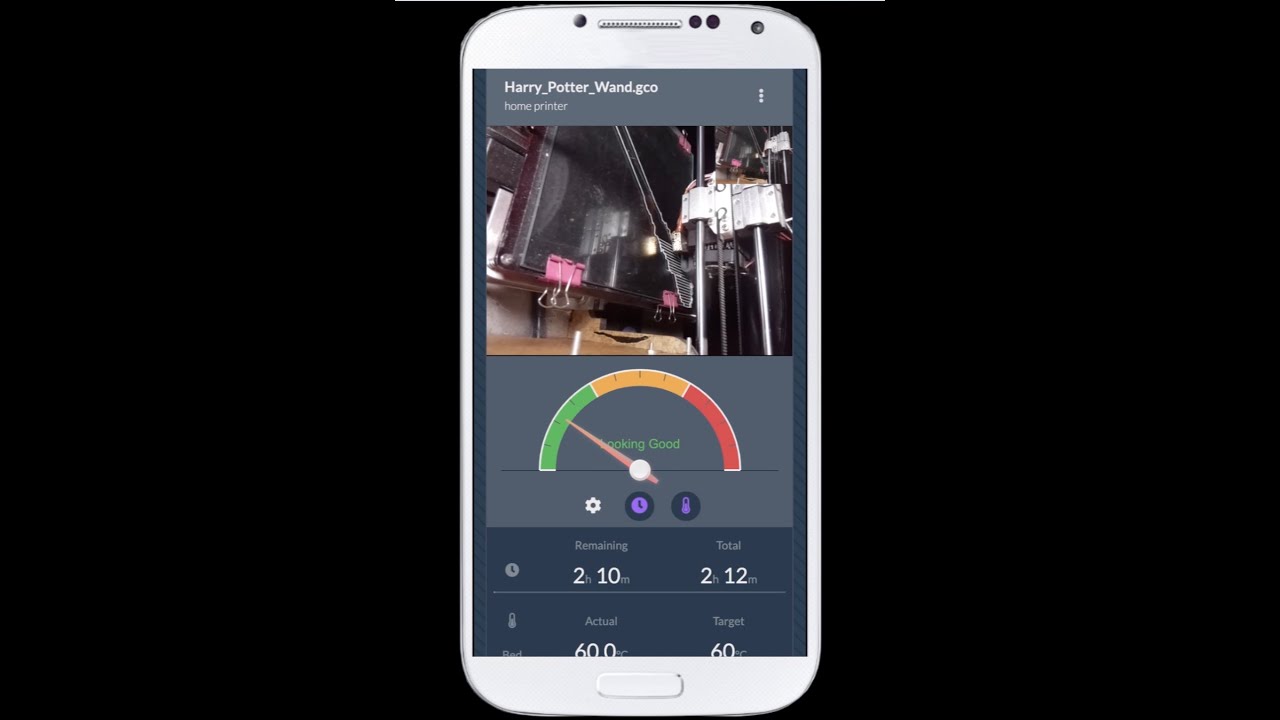 Harry_Potter_Wand.gco
home printer
Looking Good
Remaining Total
2h 10m 2h 12m
Actual Target
Bed 60.0°C 60°C